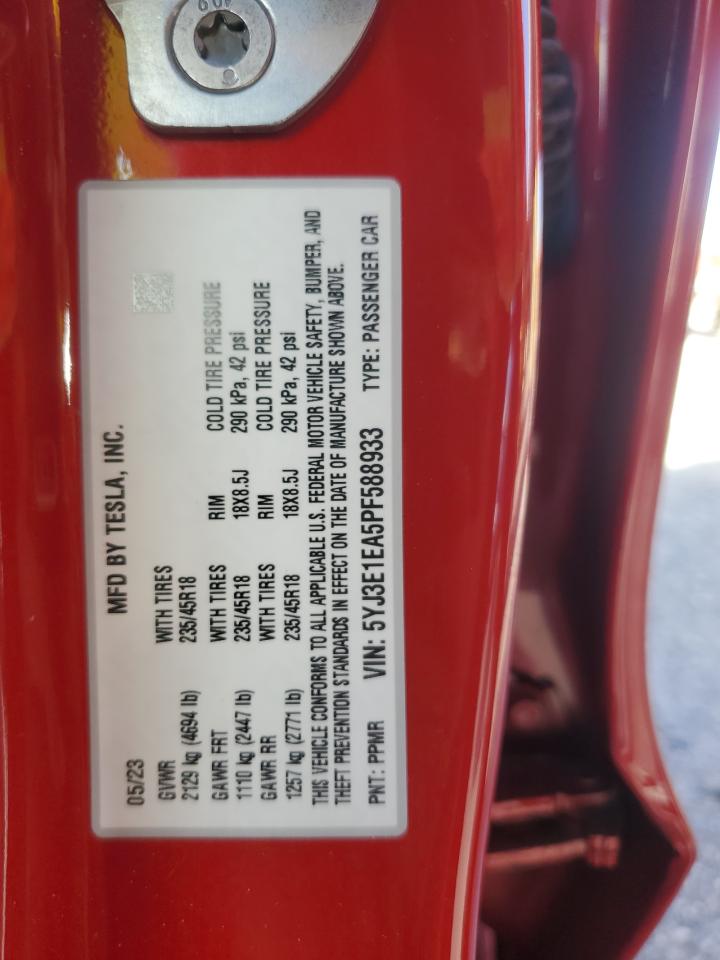 MFD BY TESLA, INC.
05/23
GVWR WITH TIRES
2129 kg (4694 lb) 235/45R18
GAWR FRT WITH TIRES RIM COLD TIRE PRESSURE
1110 kg (2447 lb) 235/45R18 18X8.5J 290 kPa, 42 psi
GAWR RR WITH TIRES RIM COLD TIRE PRESSURE
1257 kg (2771 lb) 235/45R18 18X8.5J 290 kPa, 42 psi
THIS VEHICLE CONFORMS TO ALL APPLICABLE U.S. FEDERAL MOTOR VEHICLE SAFETY, BUMPER, AND
THEFT PREVENTION STANDARDS IN EFFECT ON THE DATE OF MANUFACTURE SHOWN ABOVE.
PNT: PPMR VIN: 5YJ3E1EA5PF588933 TYPE: PASSENGER CAR